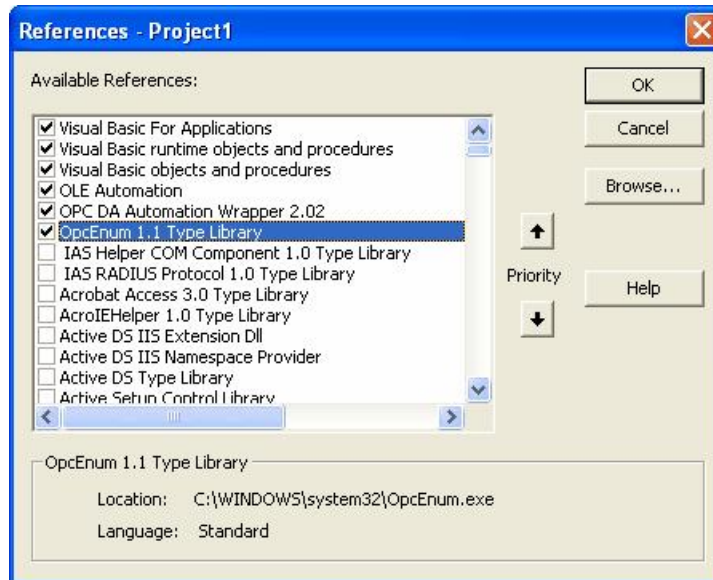 References - Project1
Available References:
OK
Cancel
Browse...
Help
Visual Basic For Applications
Visual Basic runtime objects and procedures
Visual Basic objects and procedures
OLE Automation
OPC DA Automation Wrapper 2.02
OpcEnum 1.1 Type Library
IAS Helper COM Component 1.0 Type Library
IAS RADIUS Protocol 1.0 Type Library
Acrobat Access 3.0 Type Library
AcroIEHelper 1.0 Type Library
Active DS IIS Extension Dll
Active DS IIS Namespace Provider
Active DS Type Library
Active Setup Control Library
Priority
OpcEnum 1.1 Type Library
Location: C:\WINDOWS\system32\OpcEnum.exe
Language: Standard